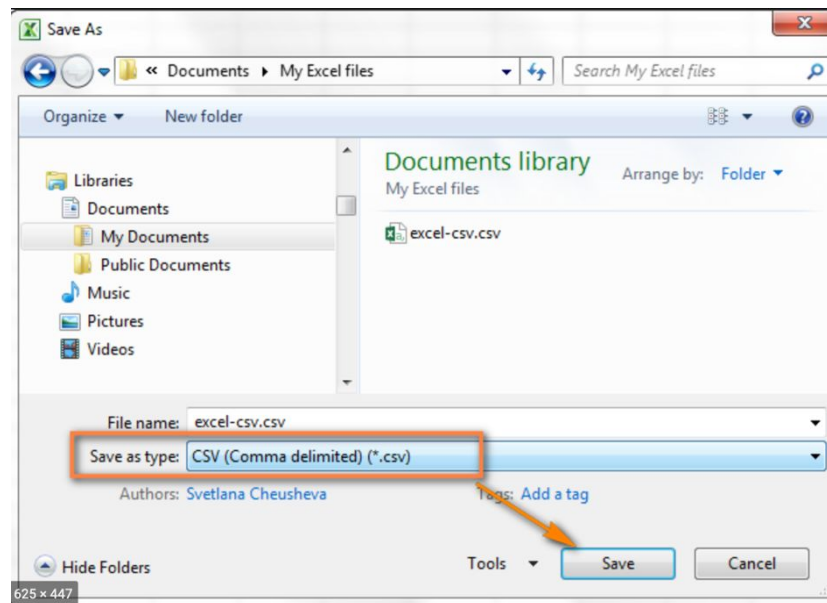 Save As
« Documents ▸ My Excel files
Search My Excel files
Organize ▼ New folder
Libraries
Documents
My Documents
Public Documents
Music
Pictures
Videos
Documents library
My Excel files
Arrange by: Folder ▼
excel-csv.csv
File name: excel-csv.csv
Save as type: CSV (Comma delimited) (*.csv)
Authors: Svetlana Cheusheva
Tags: Add a tag
Hide Folders
Tools ▼ Save Cancel
625 × 447